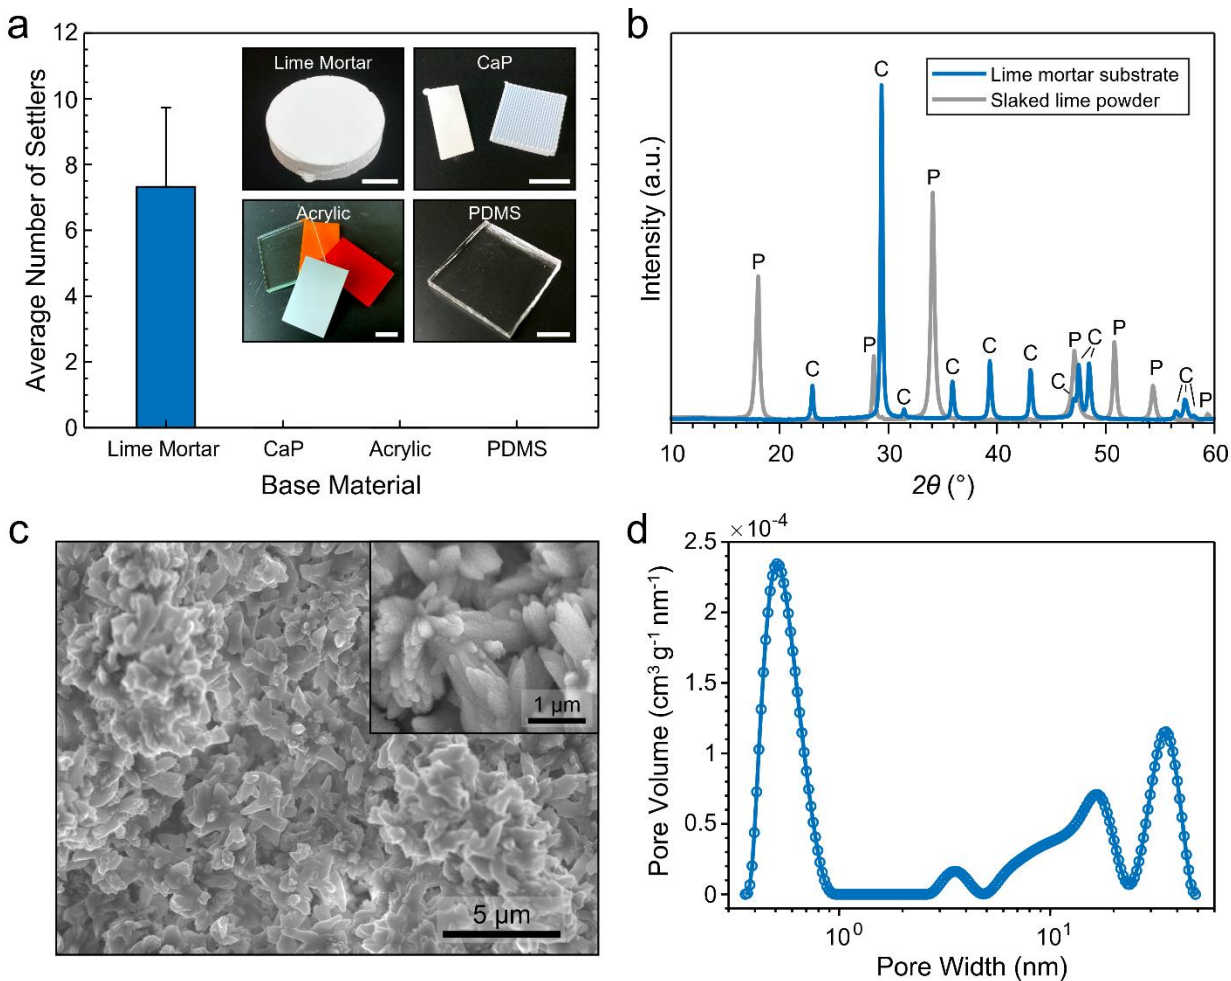 a
12
10
8
6
4
2
0
Average Number of Settlers
Lime Mortar
CaP
Acrylic
PDMS
Lime Mortar CaP Acrylic PDMS
Base Material
b
Lime mortar substrate
Slaked lime powder
C
P
P
P
C
C
C
C
C
C
P
C
P
P
C
P
Intensity (a.u.)
10 20 30 40 50 60
2θ (°)
c
1 µm
5 µm
d
×10⁻⁴
2.5
2
1.5
1
0.5
0
Pore Volume (cm³ g⁻¹ nm⁻¹)
10⁰ 10¹
Pore Width (nm)